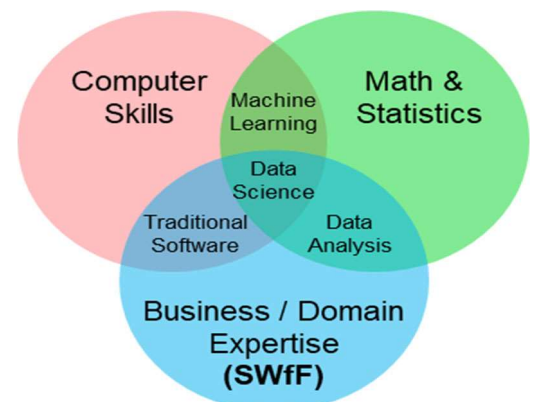 Computer
Skills
Math &
Statistics
Machine
Learning
Data
Science
Traditional
Software
Data
Analysis
Business / Domain
Expertise
(SWfF)